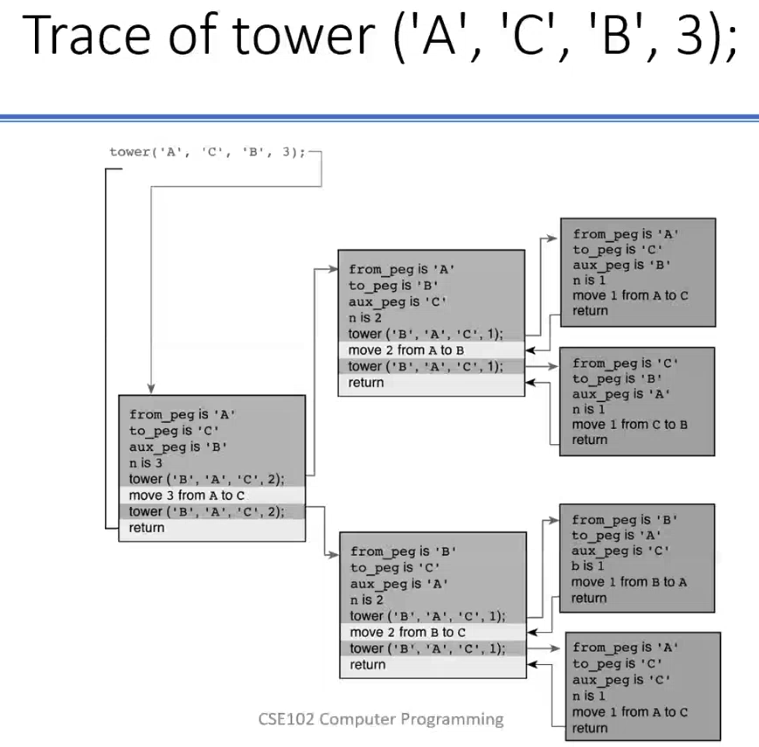 Trace of tower ('A', 'C', 'B', 3);
tower('A', 'C', 'B', 3);
from_peg is 'A'
to_peg is 'C'
aux_peg is 'B'
n is 3
tower ('B', 'A', 'C', 2);
move 3 from A to C
tower ('B', 'A', 'C', 2);
return
from_peg is 'A'
to_peg is 'B'
aux_peg is 'C'
n is 2
tower ('B', 'A', 'C', 1);
move 2 from A to B
tower ('B', 'A', 'C', 1);
return
from_peg is 'A'
to_peg is 'C'
aux_peg is 'B'
n is 1
move 1 from A to C
return
from_peg is 'C'
to_peg is 'B'
aux_peg is 'A'
n is 1
move 1 from C to B
return
from_peg is 'B'
to_peg is 'C'
aux_peg is 'A'
n is 2
tower ('B', 'A', 'C', 1);
move 2 from B to C
tower ('B', 'A', 'C', 1);
return
from_peg is 'B'
to_peg is 'A'
aux_peg is 'C'
b is 1
move 1 from B to A
return
from_peg is 'A'
to_peg is 'C'
aux_peg is 'C'
n is 1
move 1 from A to C
return
CSE102 Computer Programming